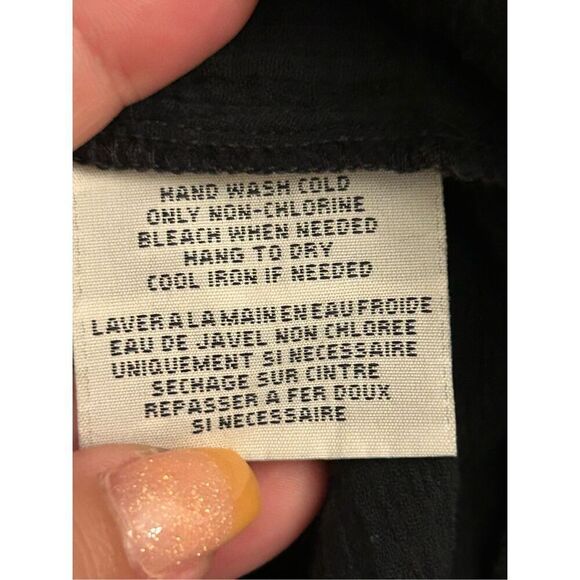 HAND WASH COLD
ONLY NON-CHLORINE
BLEACH WHEN NEEDED
HANG TO DRY
COOL IRON IF NEEDED
LAVER A LA MAIN EN EAU FROIDE
EAU DE JAVEL NON CHLOREE
UNIQUEMENT SI NECESSAIRE
SECHAGE SUR CINTRE
REPASSER A FER DOUX
SI NECESSAIRE